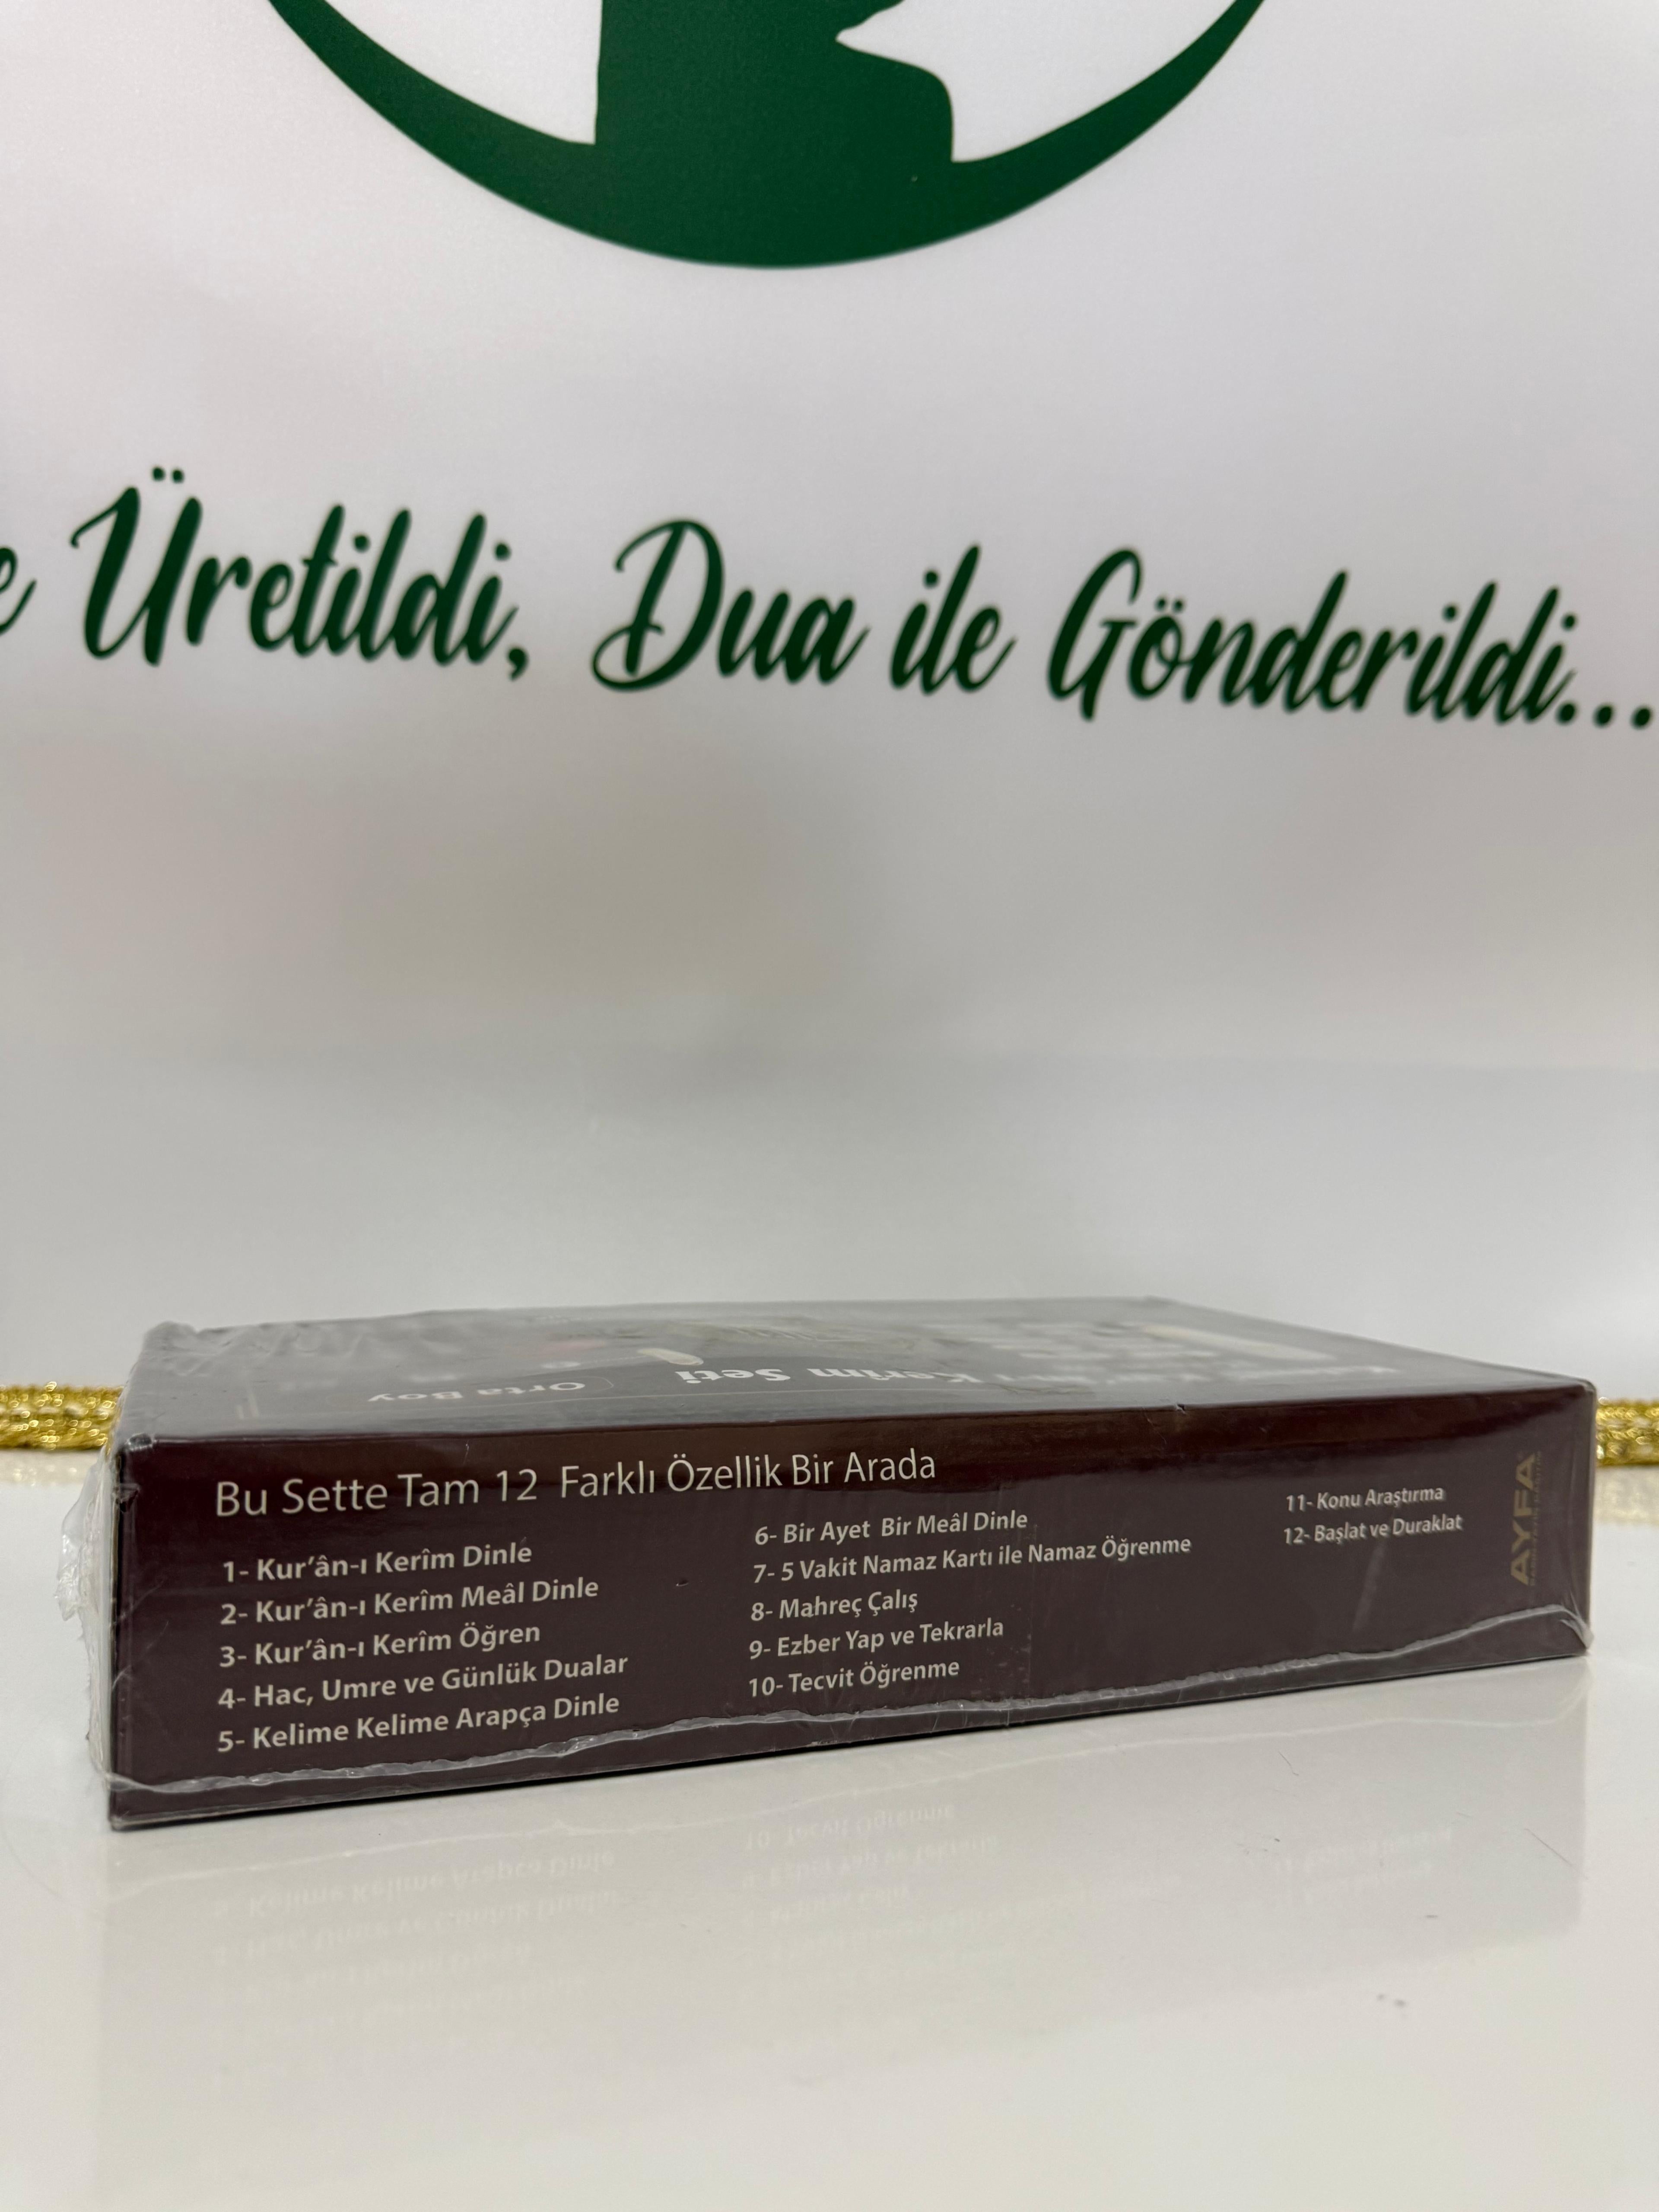 Üretildi, Dua ile Gönderildi...
Kerim Seti
Orta Boy
Bu Sette Tam 12 Farklı Özellik Bir Arada
1- Kur'ân-ı Kerîm Dinle
2- Kur'ân-ı Kerîm Meâl Dinle
3- Kur'ân-ı Kerîm Öğren
4- Hac, Umre ve Günlük Dualar
5- Kelime Kelime Arapça Dinle
6- Bir Ayet Bir Meâl Dinle
7- 5 Vakit Namaz Kartı ile Namaz Öğrenme
8- Mahreç Çalış
9- Ezber Yap ve Tekrarla
10- Tecvit Öğrenme
11- Konu Araştırma
12- Başlat ve Duraklat
AYFA